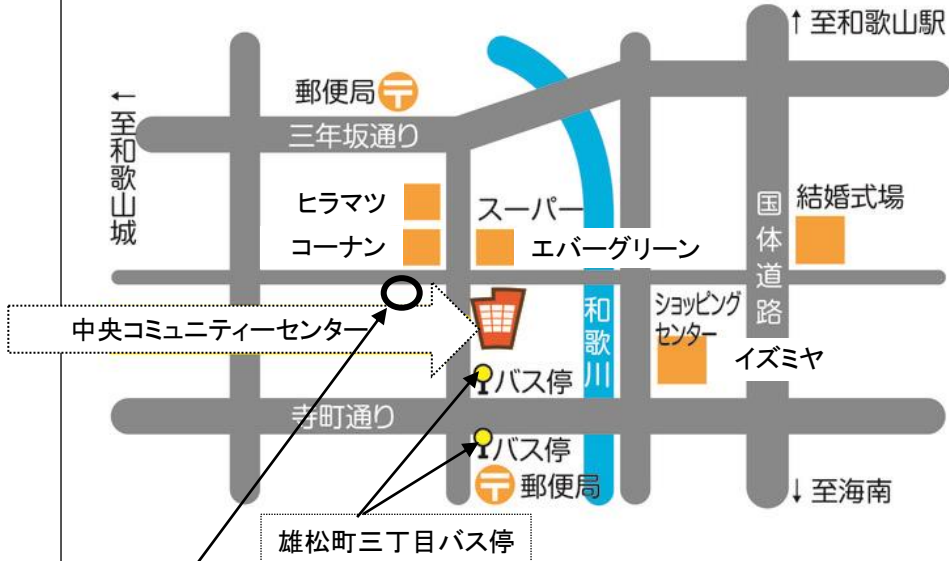 ↑至和歌山駅
郵便局
←至和歌山城
三年坂通り
ヒラマツ
スーパー
国体道路
結婚式場
コーナン
エバーグリーン
中央コミュニティーセンター
和歌川
ショッピング
センター
イズミヤ
バス停
寺町通り
バス停
郵便局
↓至海南
雄松町三丁目バス停